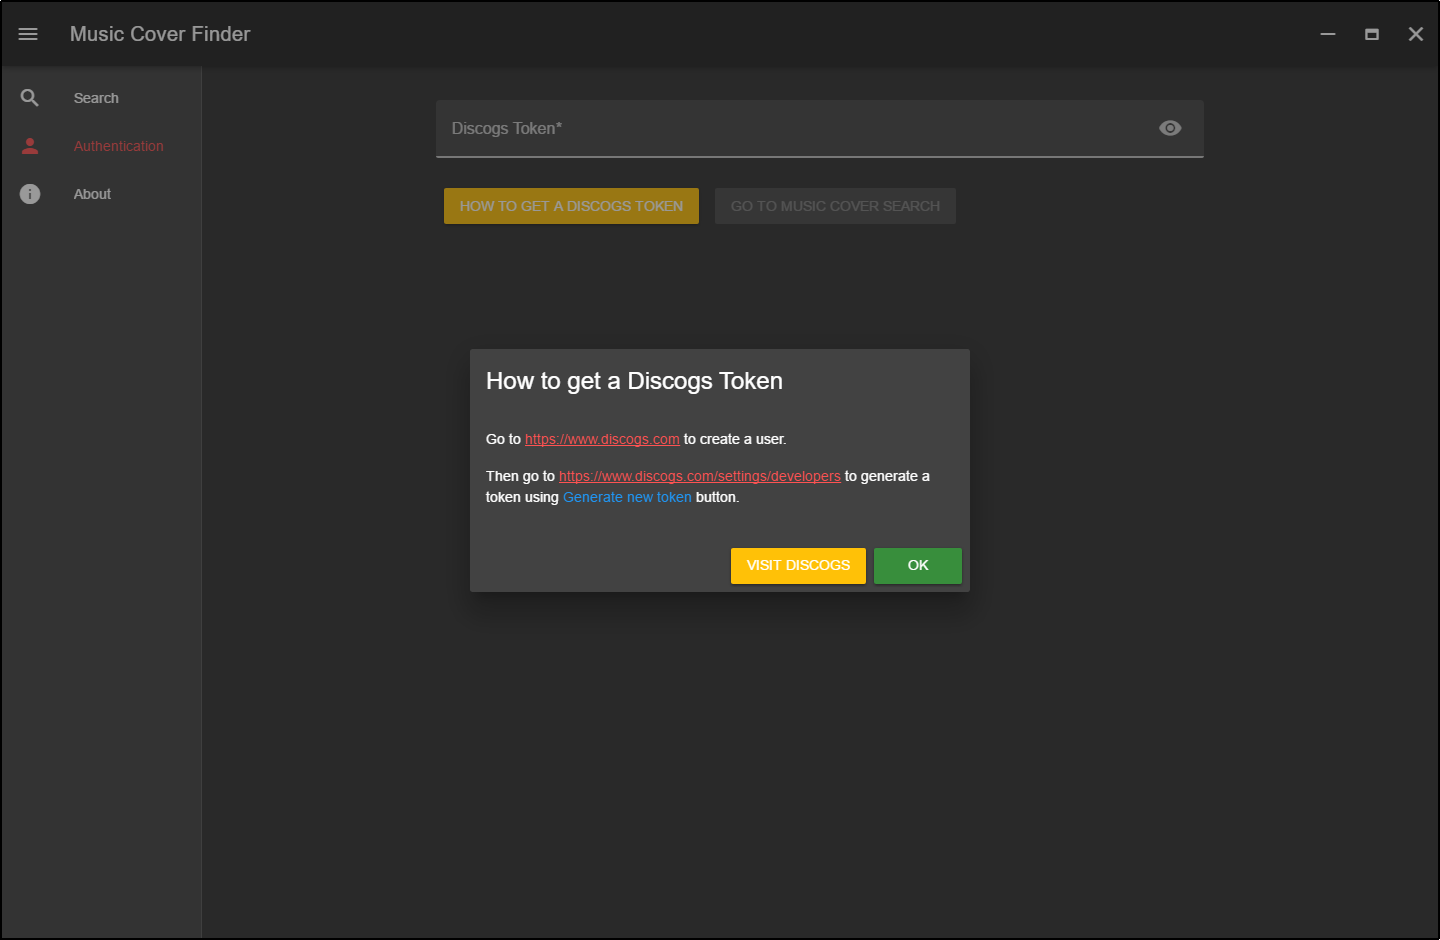 Music Cover Finder
Search
Authentication
About
Discogs Token*
HOW TO GET A DISCOGS TOKEN
GO TO MUSIC COVER SEARCH
How to get a Discogs Token
Go to https://www.discogs.com to create a user.
Then go to https://www.discogs.com/settings/developers to generate a
token using Generate new token button.
VISIT DISCOGS
OK